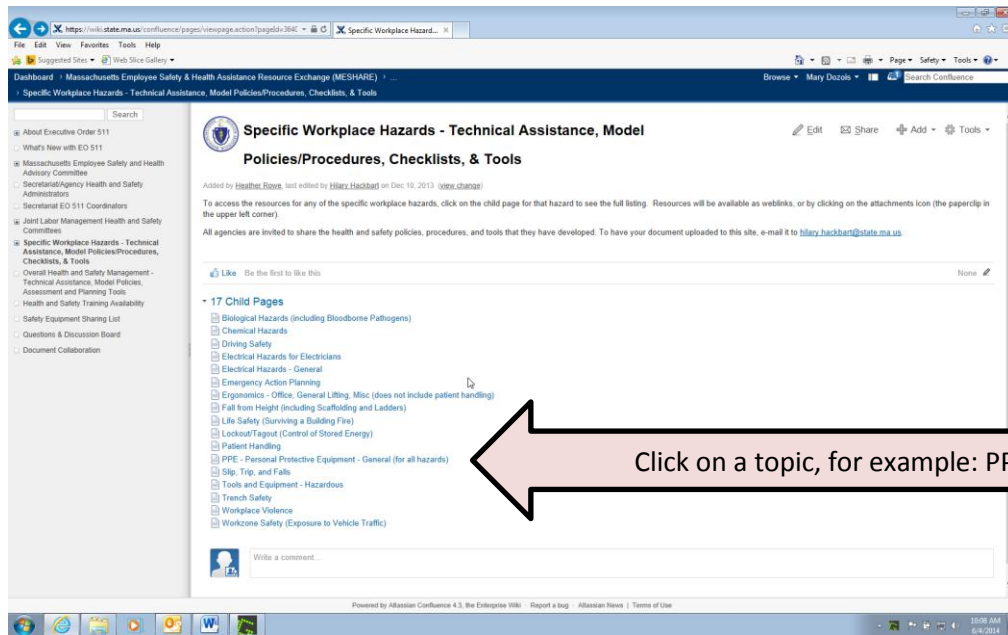 https://wiki.state.ma.us/confluence/pages/viewpage.action?pageId=364
Specific Workplace Hazard...
File Edit View Favorites Tools Help
Suggested Sites Web Slice Gallery
Page Safety Tools
Dashboard › Massachusetts Employee Safety & Health Assistance Resource Exchange (MESHARE) › ...
Browse Mary Dozois Search Confluence
› Specific Workplace Hazards - Technical Assistance, Model Policies/Procedures, Checklists, & Tools
Search
About Executive Order 511
What's New with EO 511
Massachusetts Employee Safety and Health
Advisory Committee
Secretariat/Agency Health and Safety
Administrators
Secretariat EO 511 Coordinators
Joint Labor Management Health and Safety
Committees
Specific Workplace Hazards - Technical
Assistance, Model Policies/Procedures,
Checklists, & Tools
Overall Health and Safety Management -
Technical Assistance, Model Policies,
Assessment and Planning Tools
Health and Safety Training Availability
Safety Equipment Sharing List
Questions & Discussion Board
Document Collaboration
Specific Workplace Hazards - Technical Assistance, Model
Policies/Procedures, Checklists, & Tools
Edit Share Add Tools
Added by Heather Rowe, last edited by Hilary Hackbart on Dec 10, 2013 (view change)
To access the resources for any of the specific workplace hazards, click on the child page for that hazard to see the full listing. Resources will be available as weblinks, or by clicking on the attachments icon (the paperclip in
the upper left corner).
All agencies are invited to share the health and safety policies, procedures, and tools that they have developed. To have your document uploaded to this site, e-mail it to hilary.hackbart@state.ma.us.
Like Be the first to like this
None
17 Child Pages
Biological Hazards (including Bloodborne Pathogens)
Chemical Hazards
Driving Safety
Electrical Hazards for Electricians
Electrical Hazards - General
Emergency Action Planning
Ergonomics - Office, General Lifting, Misc (does not include patient handling)
Fall from Height (including Scaffolding and Ladders)
Life Safety (Surviving a Building Fire)
Lockout/Tagout (Control of Stored Energy)
Patient Handling
PPE - Personal Protective Equipment - General (for all hazards)
Slip, Trip, and Falls
Tools and Equipment - Hazardous
Trench Safety
Workplace Violence
Workzone Safety (Exposure to Vehicle Traffic)
Click on a topic, for example: PP
Write a comment...
Powered by Atlassian Confluence 4.3, the Enterprise Wiki · Report a bug · Atlassian News | Terms of Use
10:08 AM
6/4/2014